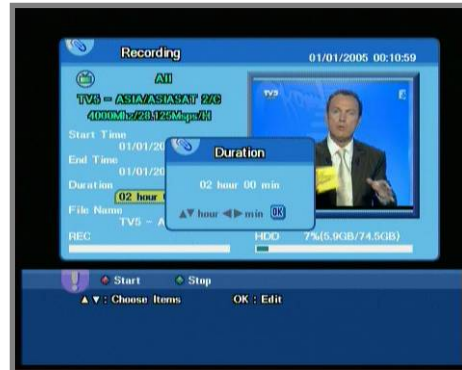 Recording
01/01/2005 00:10:59
All
TV5 - ASIA/ASIASAT 2/C
4000Mhz/28.125Msps/H
TV5
Start Time
01/01/20
End Time
01/01/20
Duration
02 hour
File Name
TV5 - A
Duration
02 hour 00 min
▲▼ hour ◀▶ min OK
REC
HDD 7%(5.9GB/74.5GB)
Start Stop
▲ ▼ : Choose Items OK : Edit